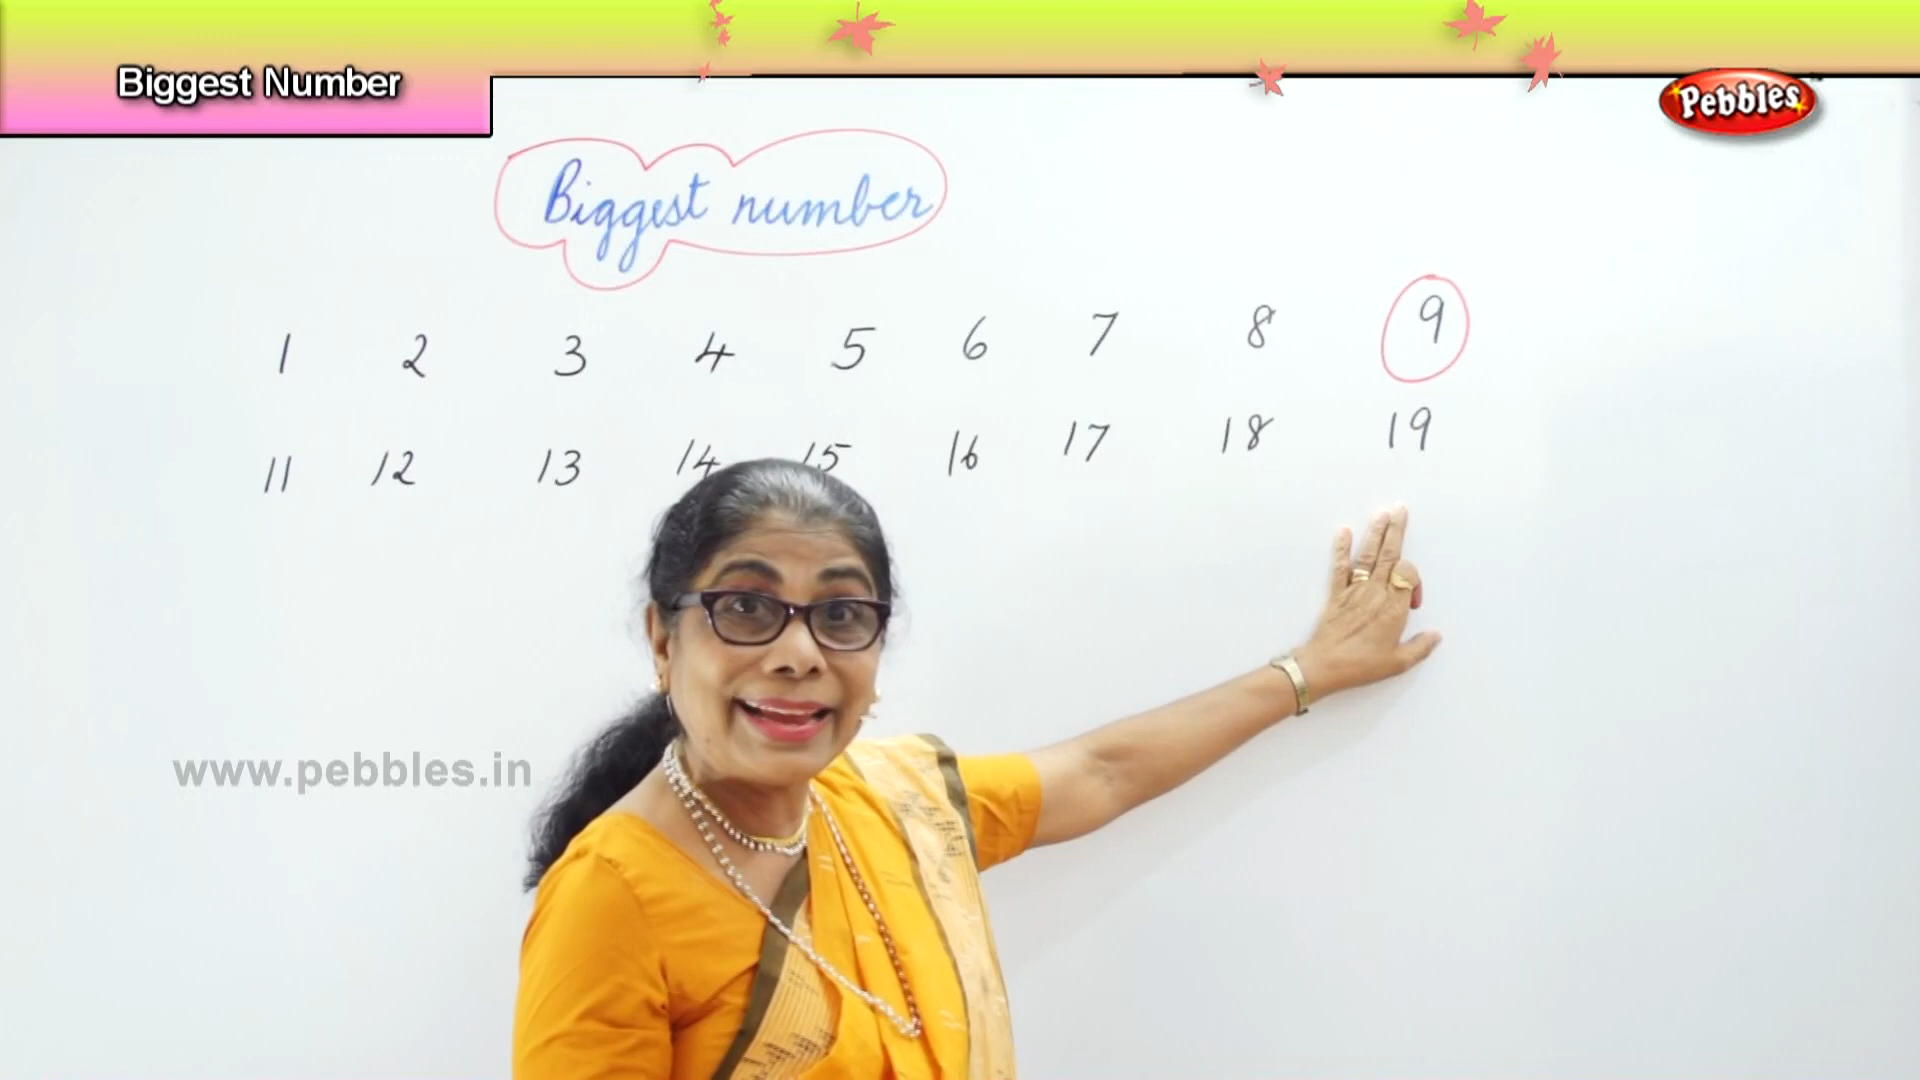 Biggest Number
Pebbles
Biggest number
1 2 3 4 5 6 7 8 9
11 12 13 14 15 16 17 18 19
www.pebbles.in